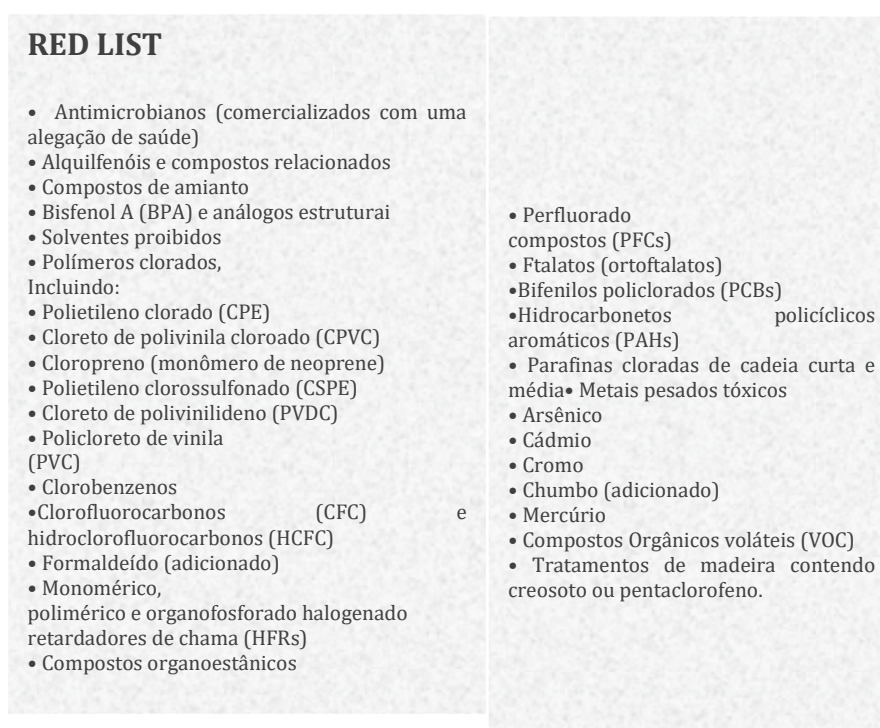 RED LIST
• Antimicrobianos (comercializados com uma
alegação de saúde)
• Alquilfenóis e compostos relacionados
• Compostos de amianto
• Bisfenol A (BPA) e análogos estruturai
• Solventes proibidos
• Polímeros clorados,
Incluindo:
• Polietileno clorado (CPE)
• Cloreto de polivinila cloroado (CPVC)
• Cloropreno (monômero de neoprene)
• Polietileno clorossulfonado (CSPE)
• Cloreto de polivinilideno (PVDC)
• Policloreto de vinila
(PVC)
• Clorobenzenos
•Clorofluorocarbonos (CFC) e
hidroclorofluorocarbonos (HCFC)
• Formaldeído (adicionado)
• Monomérico,
polimérico e organofosforado halogenado
retardadores de chama (HFRs)
• Compostos organoestânicos
• Perfluorado
compostos (PFCs)
• Ftalatos (ortoftalatos)
•Bifenilos policlorados (PCBs)
•Hidrocarbonetos policíclicos
aromáticos (PAHs)
• Parafinas cloradas de cadeia curta e
média• Metais pesados tóxicos
• Arsênico
• Cádmio
• Cromo
• Chumbo (adicionado)
• Mercúrio
• Compostos Orgânicos voláteis (VOC)
• Tratamentos de madeira contendo
creosoto ou pentaclorofeno.